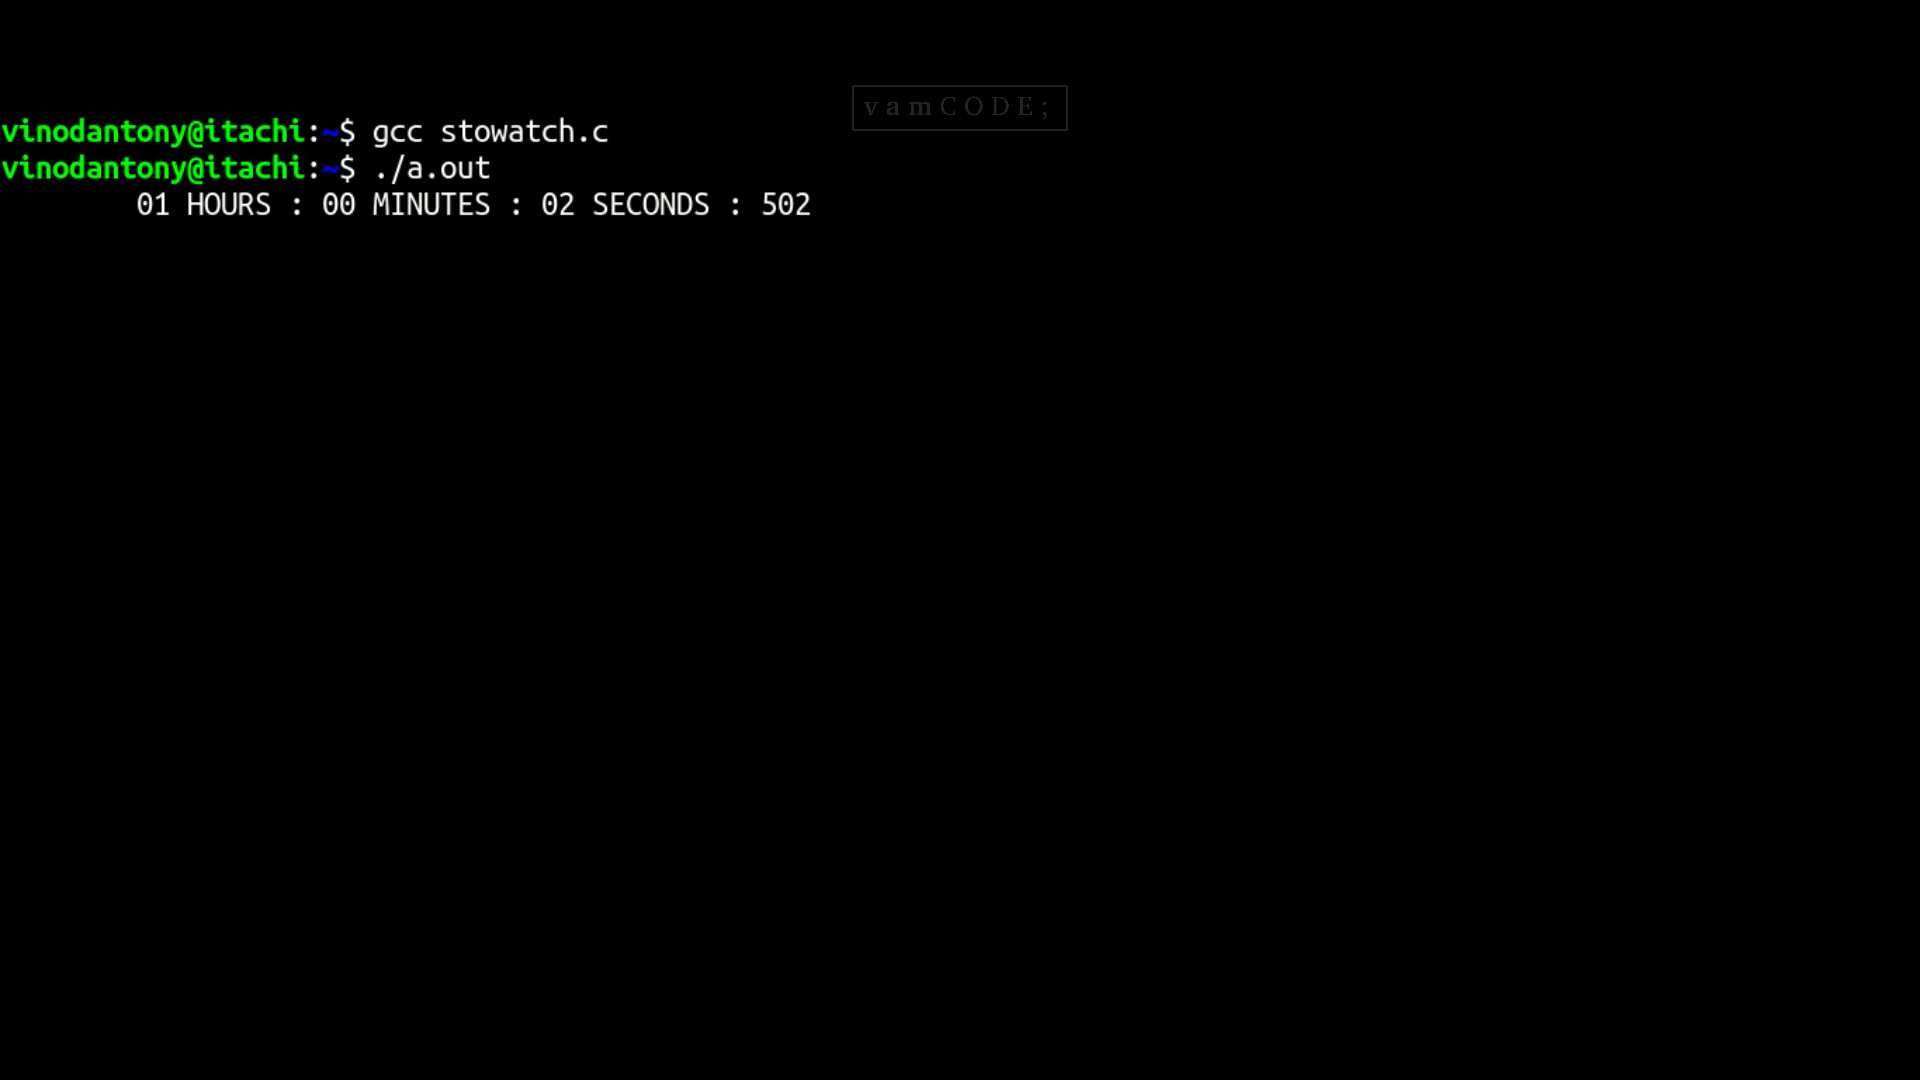 vamCODE;
vinodantony@itachi:~$ gcc stowatch.c
vinodantony@itachi:~$ ./a.out
01 HOURS : 00 MINUTES : 02 SECONDS : 502